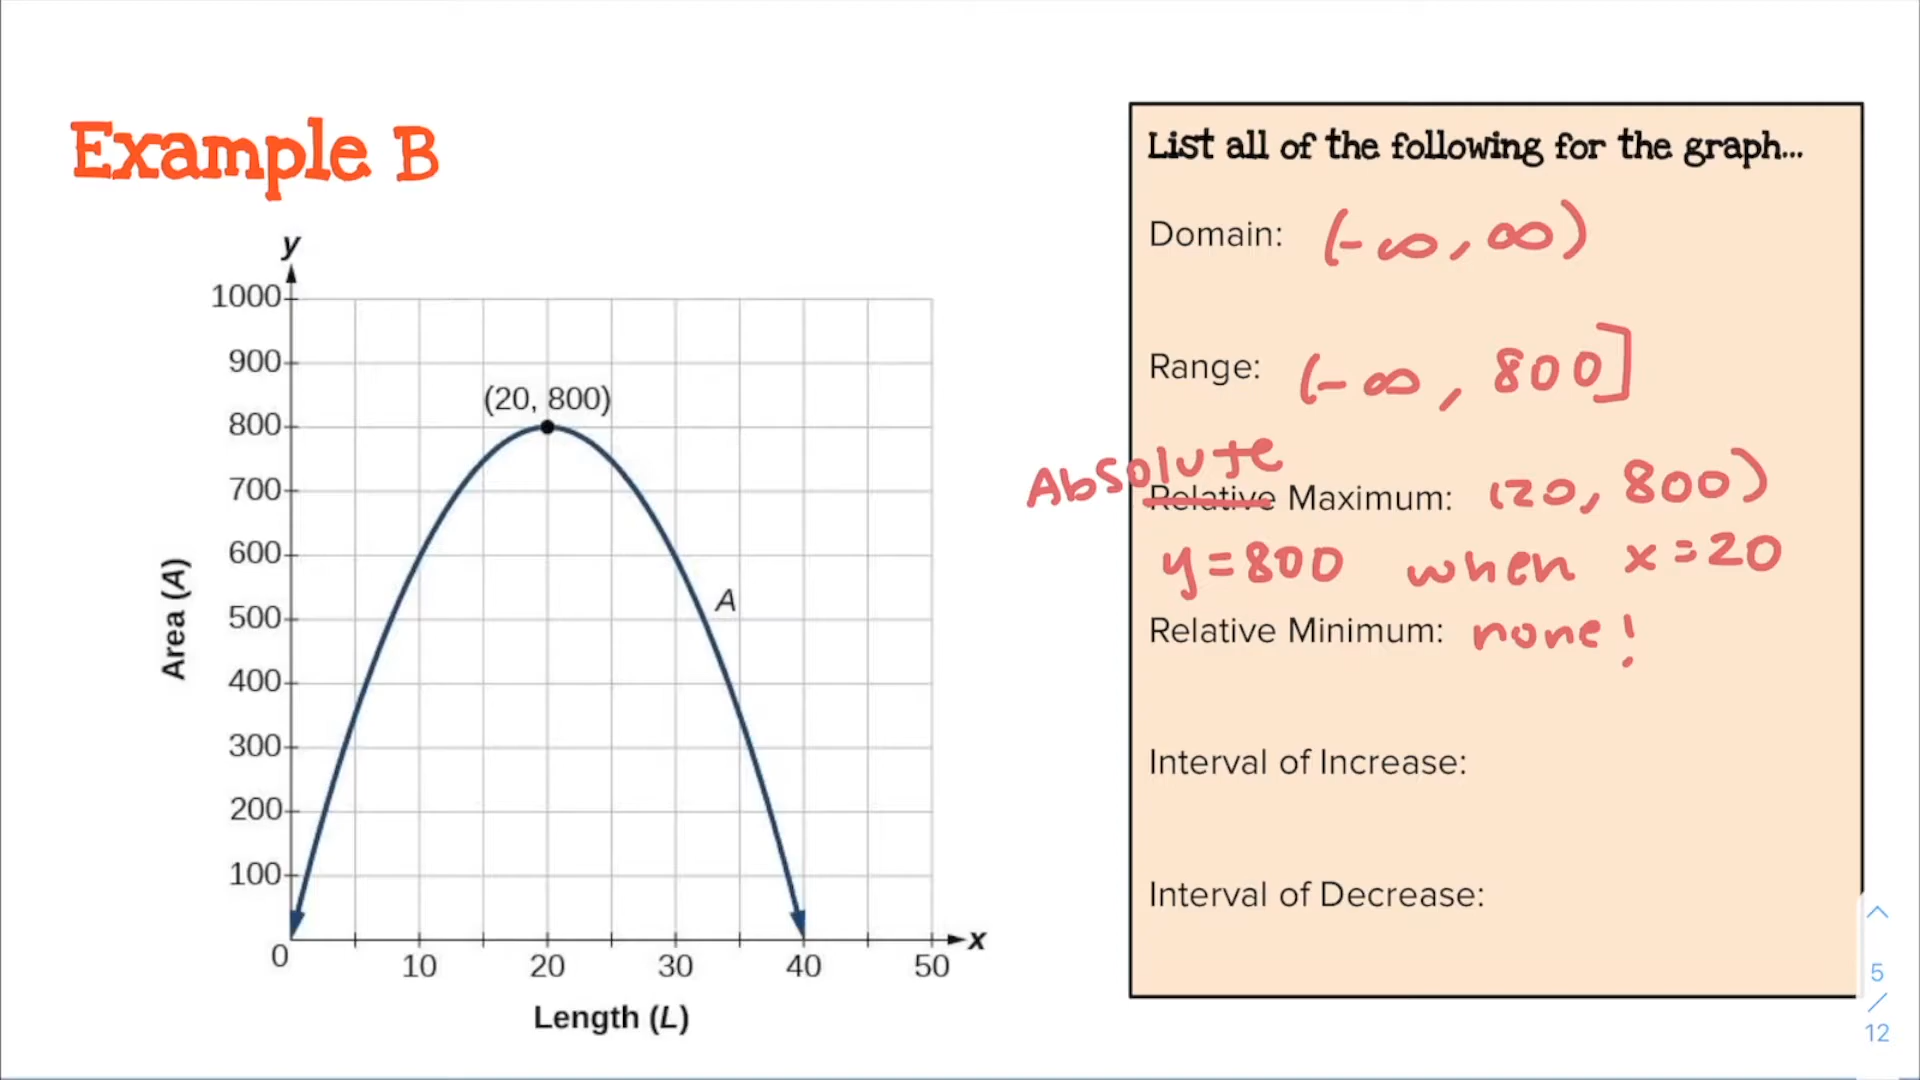 Example B
y
1000
900
(20, 800)
800
700
600
A
500
400
300
200
100
0
10 20 30 40 50
x
Area (A)
Length (L)
List all of the following for the graph...
Domain: (-∞, ∞)
Range: (-∞, 800]
Absolute
Relative Maximum: (20, 800)
y=800 when x=20
Relative Minimum: none!
Interval of Increase:
Interval of Decrease:
5
/
12